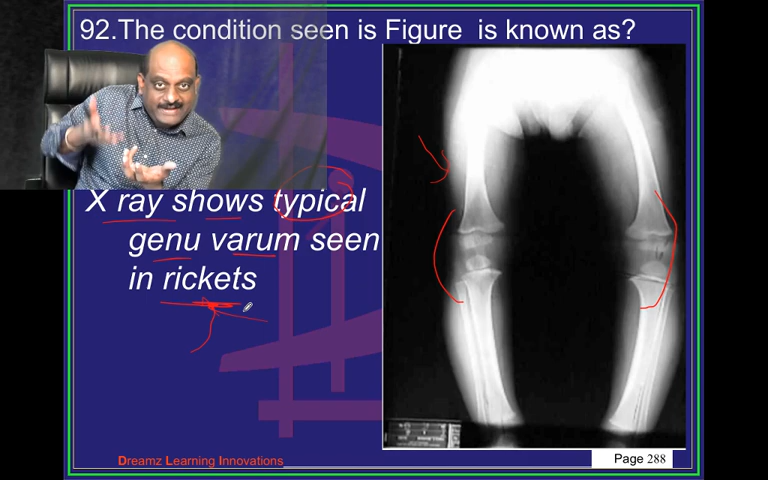 92.The condition seen is Figure  is known as?
X ray shows typical
genu varum seen
in rickets
Dreamz Learning Innovations
Page 288